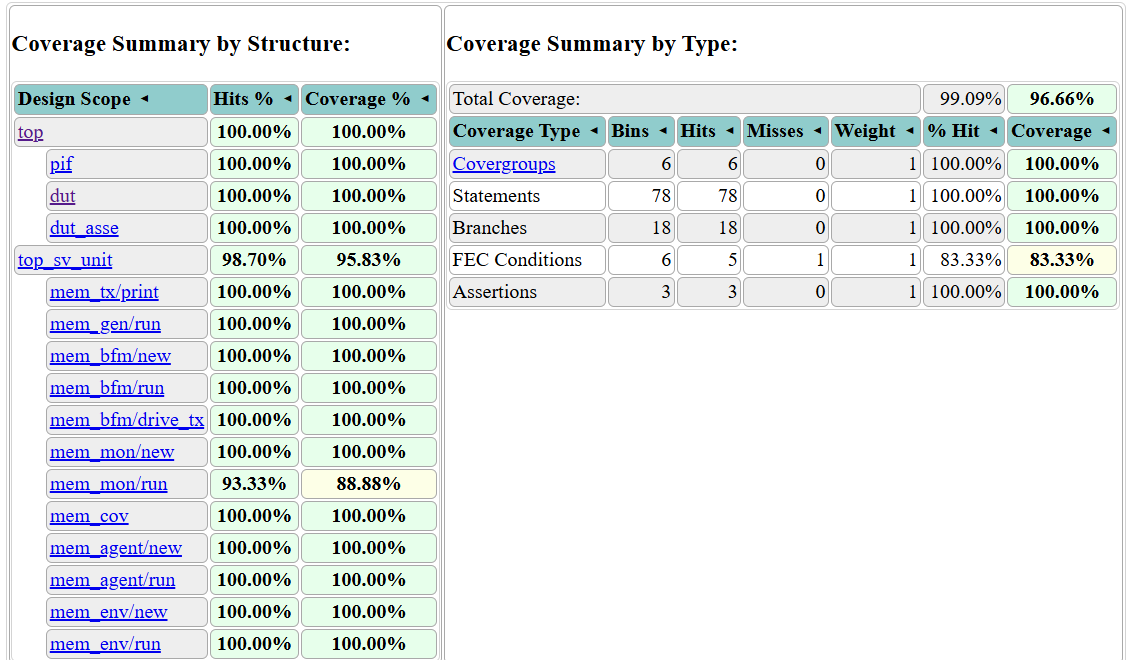 Coverage Summary by Structure:
Design Scope ◄ Hits % ◄ Coverage % ◄
top 100.00% 100.00%
pif 100.00% 100.00%
dut 100.00% 100.00%
dut_asse 100.00% 100.00%
top_sv_unit 98.70% 95.83%
mem_tx/print 100.00% 100.00%
mem_gen/run 100.00% 100.00%
mem_bfm/new 100.00% 100.00%
mem_bfm/run 100.00% 100.00%
mem_bfm/drive_tx 100.00% 100.00%
mem_mon/new 100.00% 100.00%
mem_mon/run 93.33% 88.88%
mem_cov 100.00% 100.00%
mem_agent/new 100.00% 100.00%
mem_agent/run 100.00% 100.00%
mem_env/new 100.00% 100.00%
mem_env/run 100.00% 100.00%
Coverage Summary by Type:
Total Coverage: 99.09% 96.66%
Coverage Type ◄ Bins ◄ Hits ◄ Misses ◄ Weight ◄ % Hit ◄ Coverage ◄
Covergroups 6 6 0 1 100.00% 100.00%
Statements 78 78 0 1 100.00% 100.00%
Branches 18 18 0 1 100.00% 100.00%
FEC Conditions 6 5 1 1 83.33% 83.33%
Assertions 3 3 0 1 100.00% 100.00%